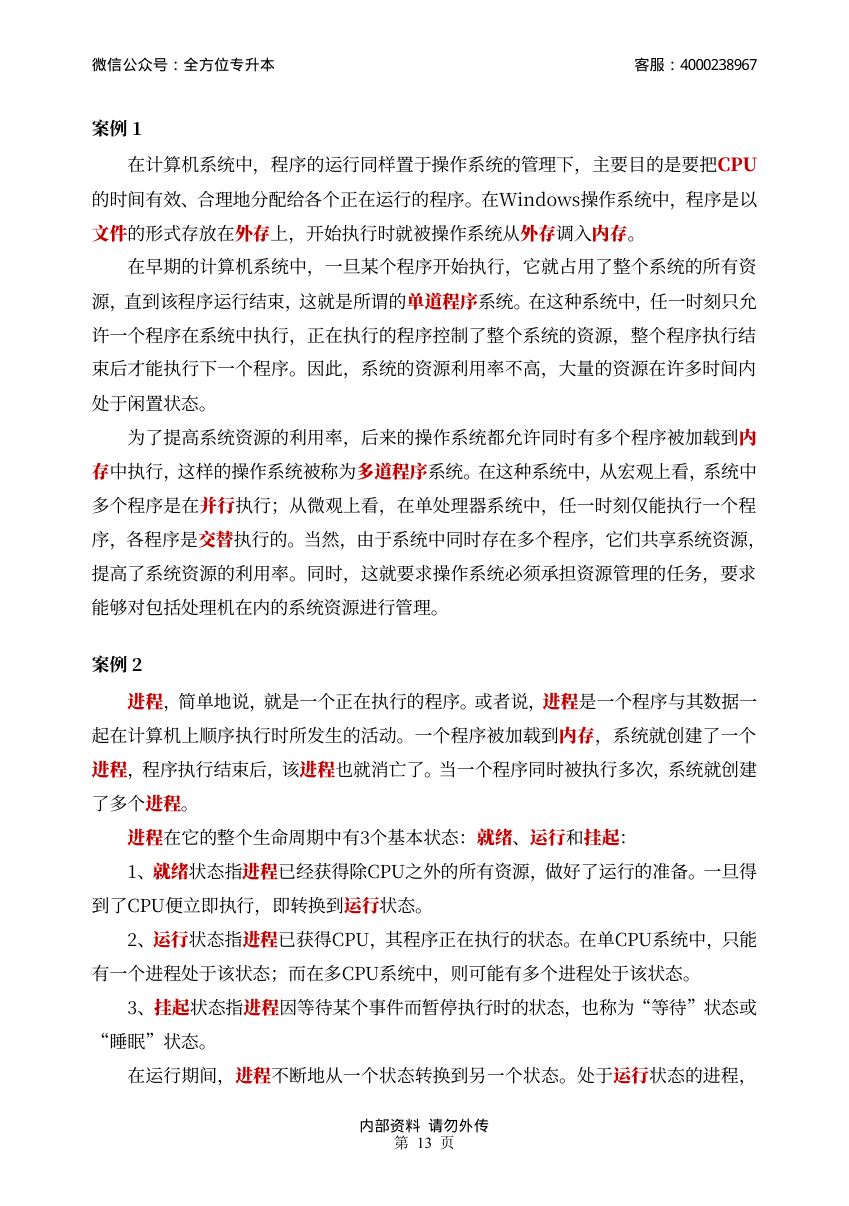 微信公众号：全方位专升本
客服：4000238967
案例 1
在计算机系统中，程序的运行同样置于操作系统的管理下，主要目的是要把CPU
的时间有效、合理地分配给各个正在运行的程序。在Windows操作系统中，程序是以
文件的形式存放在外存上，开始执行时就被操作系统从外存调入内存。
在早期的计算机系统中，一旦某个程序开始执行，它就占用了整个系统的所有资
源，直到该程序运行结束，这就是所谓的单道程序系统。在这种系统中，任一时刻只允
许一个程序在系统中执行，正在执行的程序控制了整个系统的资源，整个程序执行结
束后才能执行下一个程序。因此，系统的资源利用率不高，大量的资源在许多时间内
处于闲置状态。
为了提高系统资源的利用率，后来的操作系统都允许同时有多个程序被加载到内
存中执行，这样的操作系统被称为多道程序系统。在这种系统中，从宏观上看，系统中
多个程序是在并行执行；从微观上看，在单处理器系统中，任一时刻仅能执行一个程
序，各程序是交替执行的。当然，由于系统中同时存在多个程序，它们共享系统资源，
提高了系统资源的利用率。同时，这就要求操作系统必须承担资源管理的任务，要求
能够对包括处理机在内的系统资源进行管理。
案例 2
进程，简单地说，就是一个正在执行的程序。或者说，进程是一个程序与其数据一
起在计算机上顺序执行时所发生的活动。一个程序被加载到内存，系统就创建了一个
进程，程序执行结束后，该进程也就消亡了。当一个程序同时被执行多次，系统就创建
了多个进程。
进程在它的整个生命周期中有3个基本状态：就绪、运行和挂起：
1、就绪状态指进程已经获得除CPU之外的所有资源，做好了运行的准备。一旦得
到了CPU便立即执行，即转换到运行状态。
2、运行状态指进程已获得CPU，其程序正在执行的状态。在单CPU系统中，只能
有一个进程处于该状态；而在多CPU系统中，则可能有多个进程处于该状态。
3、挂起状态指进程因等待某个事件而暂停执行时的状态，也称为“等待”状态或
“睡眠”状态。
在运行期间，进程不断地从一个状态转换到另一个状态。处于运行状态的进程，
内部资料 请勿外传
第 13 页